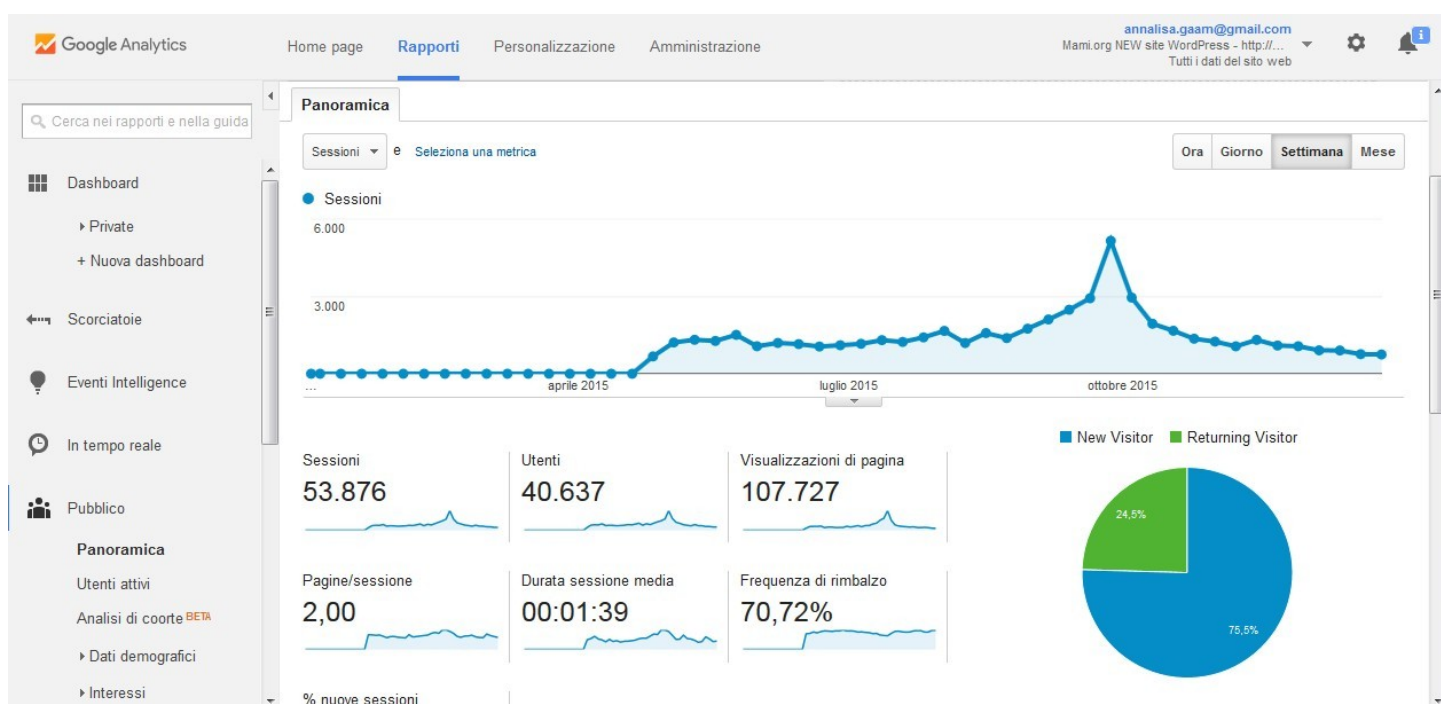 Google Analytics
Home page Rapporti Personalizzazione Amministrazione
annalisa.gaam@gmail.com
Mami.org NEW site WordPress - http://...
Tutti i dati del sito web
i
Cerca nei rapporti e nella guida
Dashboard
Private
+ Nuova dashboard
Scorciatoie
Eventi Intelligence
In tempo reale
Pubblico
Panoramica
Utenti attivi
Analisi di coorte BETA
Dati demografici
Interessi
Panoramica
Sessioni e Seleziona una metrica
Ora Giorno Settimana Mese
Sessioni
6.000
3.000
... aprile 2015 luglio 2015 ottobre 2015
New Visitor Returning Visitor
Sessioni Utenti Visualizzazioni di pagina
53.876 40.637 107.727
24,5%
75,5%
Pagine/sessione Durata sessione media Frequenza di rimbalzo
2,00 00:01:39 70,72%
% nuove sessioni